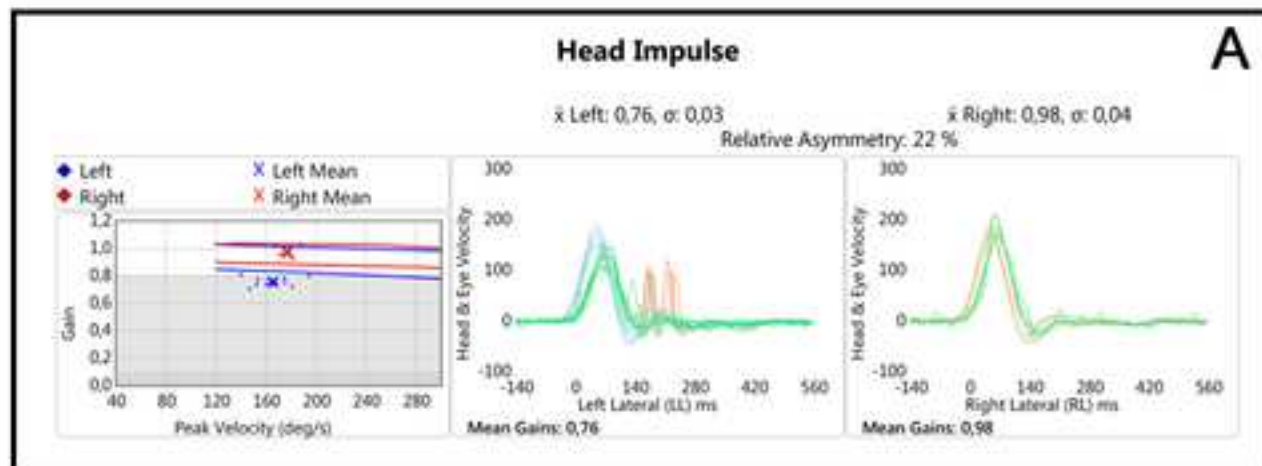 A
Head Impulse
x̄ Left: 0,76, σ: 0,03
x̄ Right: 0,98, σ: 0,04
Relative Asymmetry: 22 %
Left
X Left Mean
Right
X Right Mean
1,2
1,0
0,8
0,6
0,4
0,2
0,0
Gain
40 80 120 160 200 240 280
Peak Velocity (deg/s)
300
200
100
0
-100
Head & Eye Velocity
-140 0 140 280 420 560
Left Lateral (LL) ms
Mean Gains: 0,76
300
200
100
0
-100
Head & Eye Velocity
-140 0 140 280 420 560
Right Lateral (RL) ms
Mean Gains: 0,98